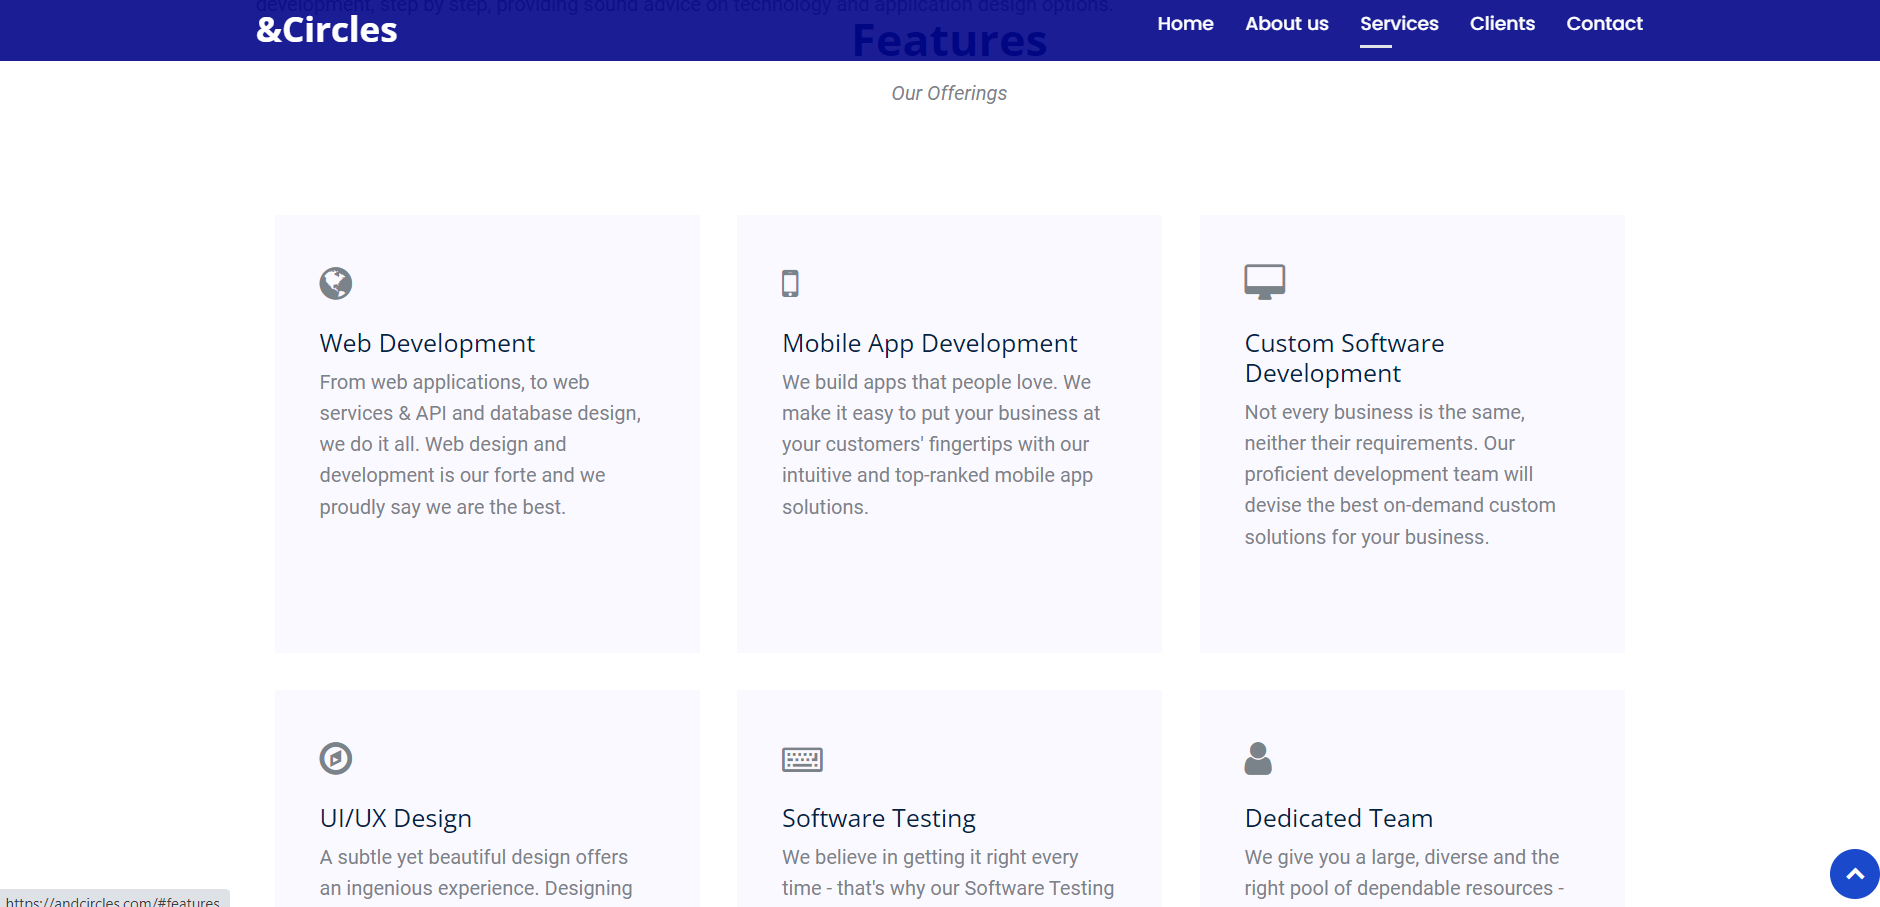 development, step by step, providing sound advice on technology and application design options.
&Circles
Home About us Services Clients Contact
Features
Our Offerings
Web Development
From web applications, to web
services & API and database design,
we do it all. Web design and
development is our forte and we
proudly say we are the best.
Mobile App Development
We build apps that people love. We
make it easy to put your business at
your customers' fingertips with our
intuitive and top-ranked mobile app
solutions.
Custom Software
Development
Not every business is the same,
neither their requirements. Our
proficient development team will
devise the best on-demand custom
solutions for your business.
UI/UX Design
A subtle yet beautiful design offers
an ingenious experience. Designing
Software Testing
We believe in getting it right every
time - that's why our Software Testing
Dedicated Team
We give you a large, diverse and the
right pool of dependable resources -
https://andcircles.com/#features